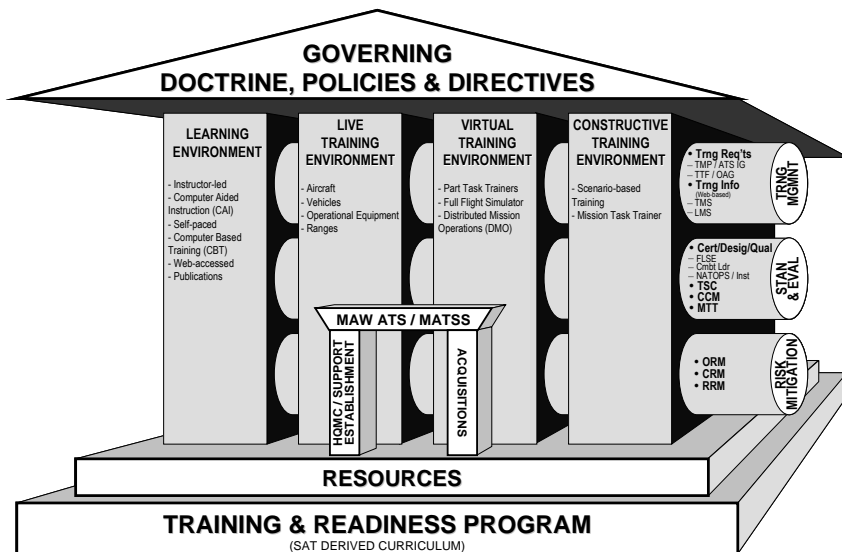 GOVERNING
DOCTRINE, POLICIES & DIRECTIVES
LEARNING
ENVIRONMENT
- Instructor-led
- Computer Aided
Instruction (CAI)
- Self-paced
- Computer Based
Training (CBT)
- Web-accessed
- Publications
LIVE
TRAINING
ENVIRONMENT
- Aircraft
- Vehicles
- Operational Equipment
- Ranges
VIRTUAL
TRAINING
ENVIRONMENT
- Part Task Trainers
- Full Flight Simulator
- Distributed Mission
Operations (DMO)
CONSTRUCTIVE
TRAINING
ENVIRONMENT
- Scenario-based
Training
- Mission Task Trainer
• Trng Req'ts
– TMP / ATS IG
– TTF / OAG
• Trng Info
(Web-based)
– TMS
– LMS
TRNG
MGMNT
• Cert/Desig/Qual
– FLSE
– Cmbt Ldr
– NATOPS / Inst
• TSC
• CCM
• MTT
STAN
& EVAL
• ORM
• CRM
• RRM
RISK
MITIGATION
MAW ATS / MATSS
HQMC / SUPPORT
ESTABLISHMENT
ACQUISITIONS
RESOURCES
TRAINING & READINESS PROGRAM
(SAT DERIVED CURRICULUM)